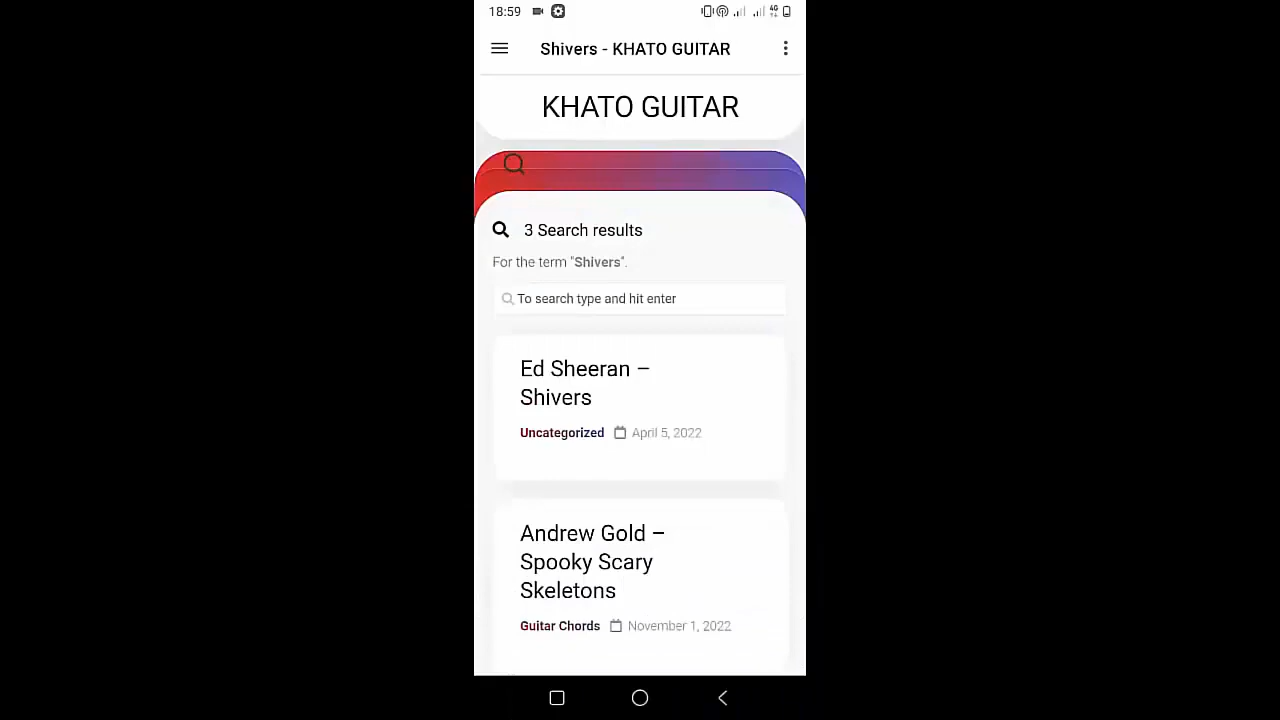 18:59
4G
Shivers - KHATO GUITAR
KHATO GUITAR
3 Search results
For the term "Shivers".
To search type and hit enter
Ed Sheeran –
Shivers
Uncategorized April 5, 2022
Andrew Gold –
Spooky Scary
Skeletons
Guitar Chords November 1, 2022